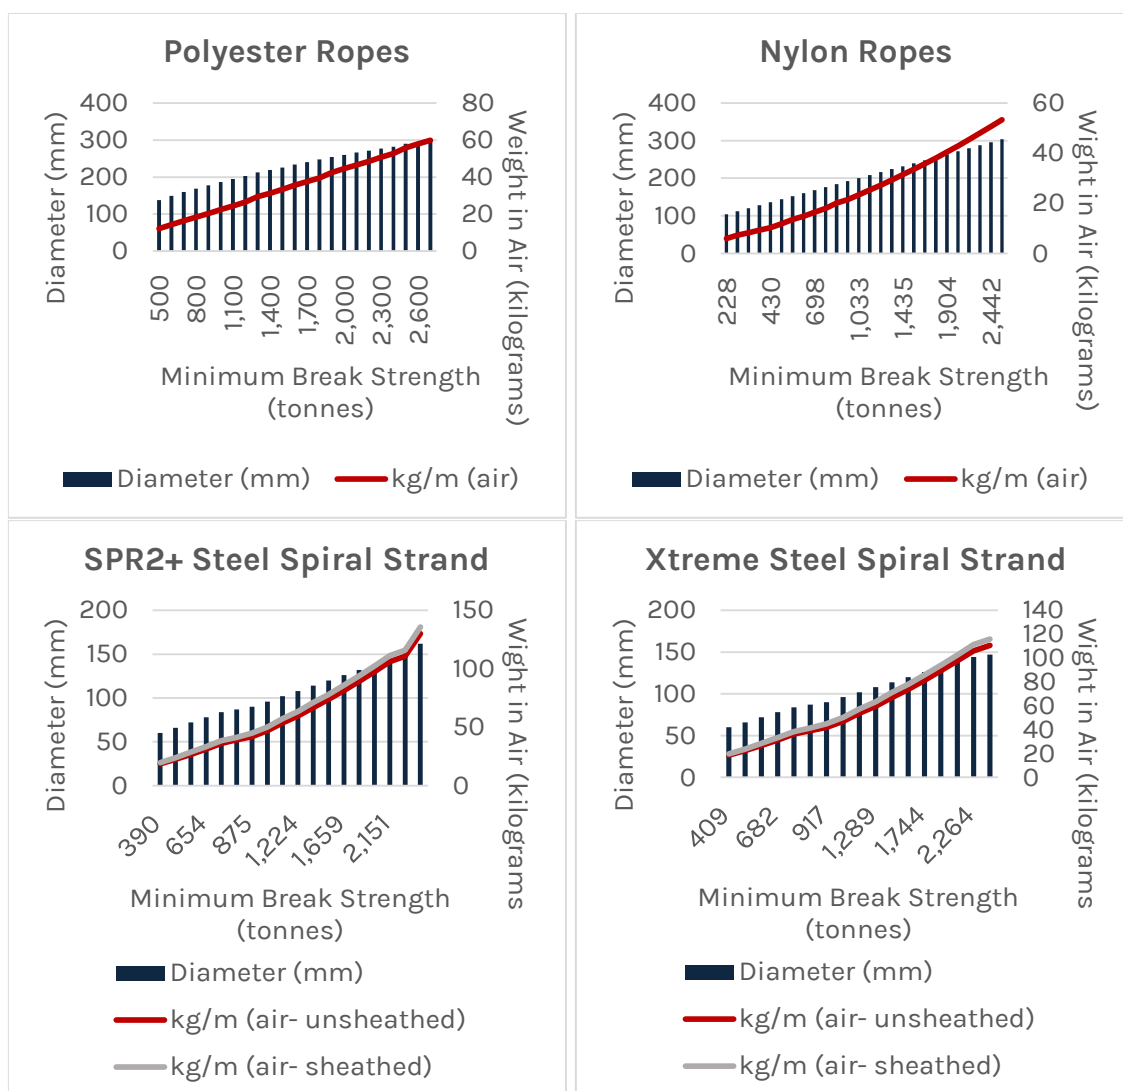 Polyester Ropes
Diameter (mm)
400
300
200
100
0
80
60
40
20
0
Weight in Air (kilograms)
500
800
1,100
1,400
1,700
2,000
2,300
2,600
Minimum Break Strength
(tonnes)
Diameter (mm)
kg/m (air)
Nylon Ropes
Diameter (mm)
400
300
200
100
0
60
40
20
0
Wight in Air (kilograms)
228
430
698
1,033
1,435
1,904
2,442
Minimum Break Strength
(tonnes)
Diameter (mm)
kg/m (air)
SPR2+ Steel Spiral Strand
Diameter (mm)
200
150
100
50
0
150
100
50
0
Wight in Air (kilograms
390
654
875
1,224
1,659
2,151
Minimum Break Strength
(tonnes)
Diameter (mm)
kg/m (air- unsheathed)
kg/m (air- sheathed)
Xtreme Steel Spiral Strand
Diameter (mm)
200
150
100
50
0
140
120
100
80
60
40
20
0
Wight in Air (kilograms
409
682
917
1,289
1,744
2,264
Minimum Break Strength
(tonnes)
Diameter (mm)
kg/m (air- unsheathed)
kg/m (air- sheathed)